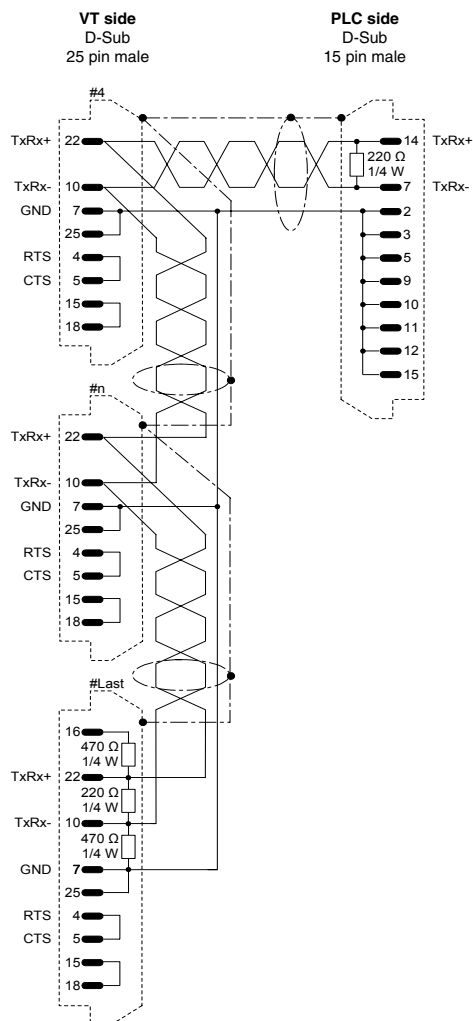 VT side
D-Sub
25 pin male
PLC side
D-Sub
15 pin male
#4
TxRx+ 22
TxRx- 10
GND 7
25
RTS 4
CTS 5
15
18
14 TxRx+
220 Ω
1/4 W
7 TxRx-
2
3
5
9
10
11
12
15
#n
TxRx+ 22
TxRx- 10
GND 7
25
RTS 4
CTS 5
15
18
#Last
16
470 Ω
1/4 W
TxRx+ 22
220 Ω
1/4 W
TxRx- 10
470 Ω
1/4 W
GND 7
25
RTS 4
CTS 5
15
18